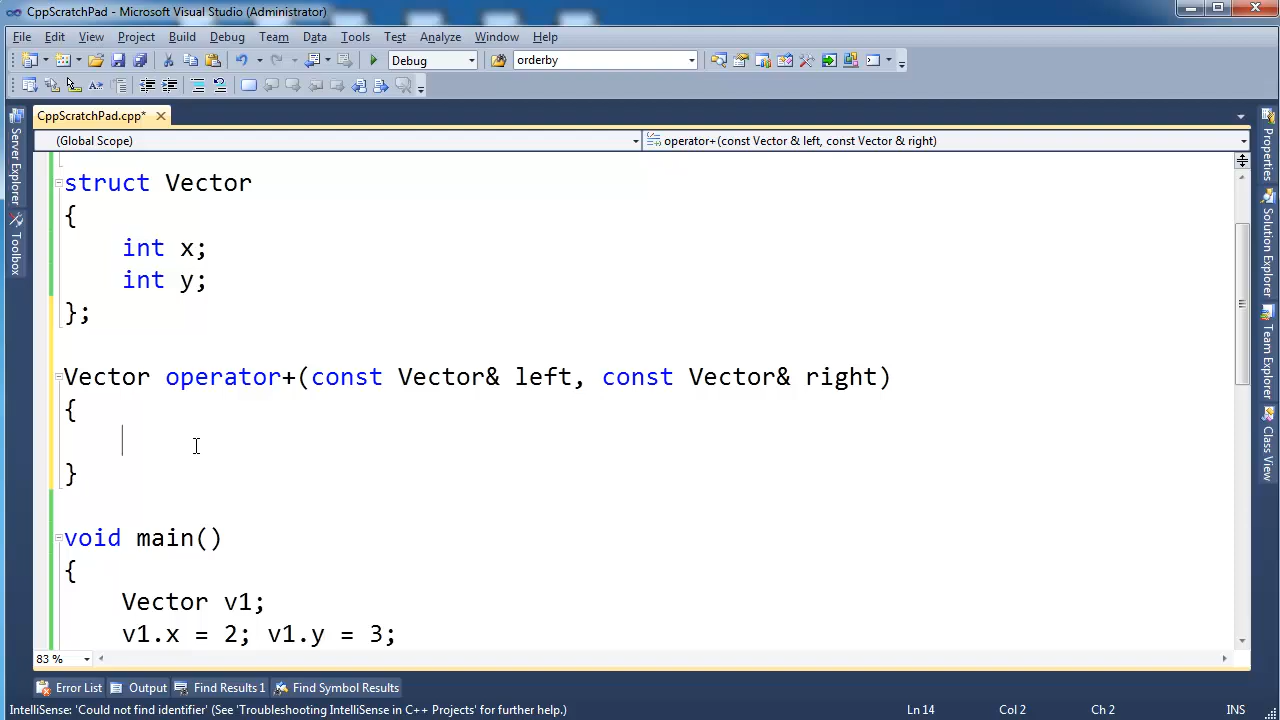 CppScratchPad - Microsoft Visual Studio (Administrator)
File Edit View Project Build Debug Team Data Tools Test Analyze Window Help
Debug orderby
CppScratchPad.cpp*
(Global Scope) operator+(const Vector & left, const Vector & right)
struct Vector
{
int x;
int y;
};
Vector operator+(const Vector& left, const Vector& right)
{
}
void main()
{
Vector v1;
v1.x = 2; v1.y = 3;
83 %
Error List Output Find Results 1 Find Symbol Results
IntelliSense: 'Could not find identifier' (See 'Troubleshooting IntelliSense in C++ Projects' for further help.) Ln 14 Col 2 Ch 2 INS
Server Explorer
Toolbox
Properties
Solution Explorer
Team Explorer
Class View